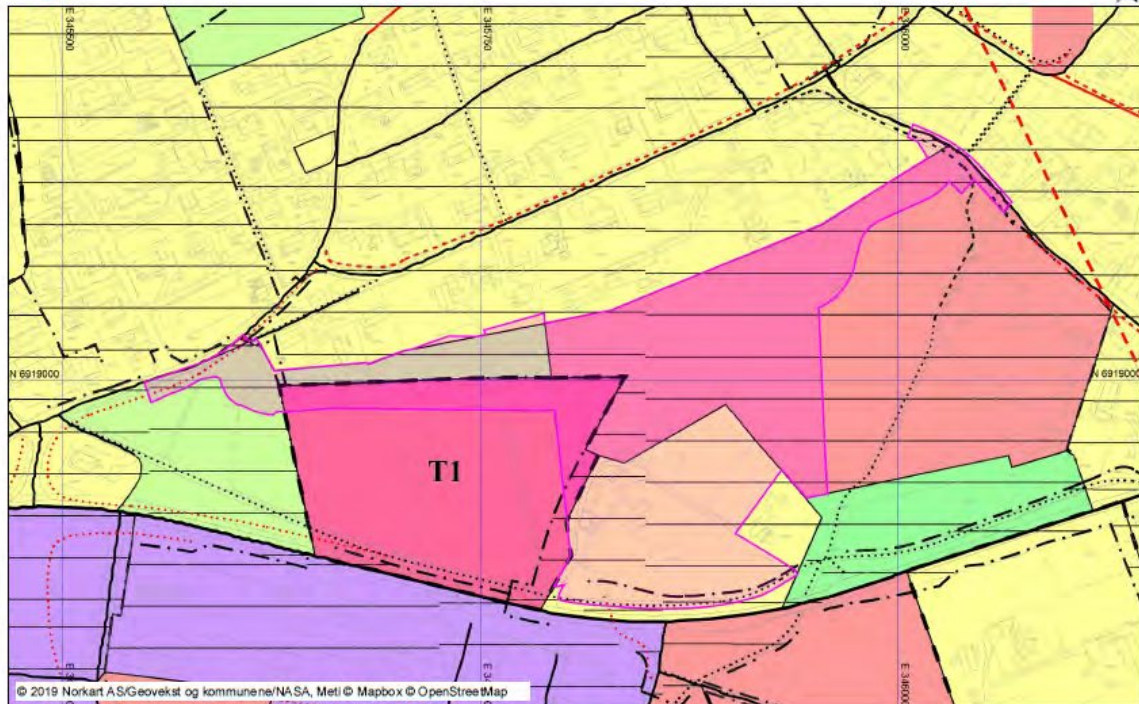 E 345500
E 345750
E 346000
N 6919000
N 6919000
T1
E 346000
© 2019 Norkart AS/Geovekst og kommunene/NASA, Meti © Mapbox © OpenStreetMap